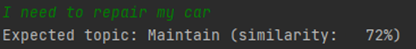 I need to repair my car
Expected topic: Maintain (similarity:   72%)